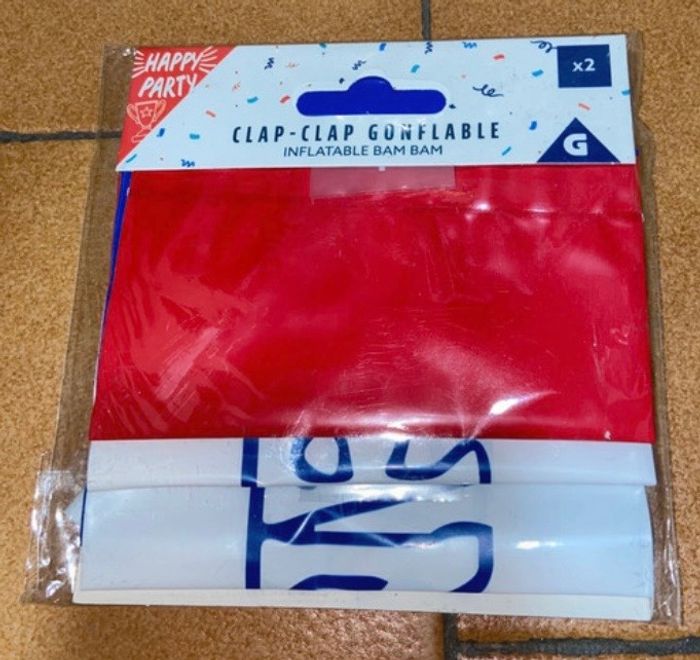 HAPPY
PARTY
x2
CLAP-CLAP GONFLABLE
INFLATABLE BAM BAM
G